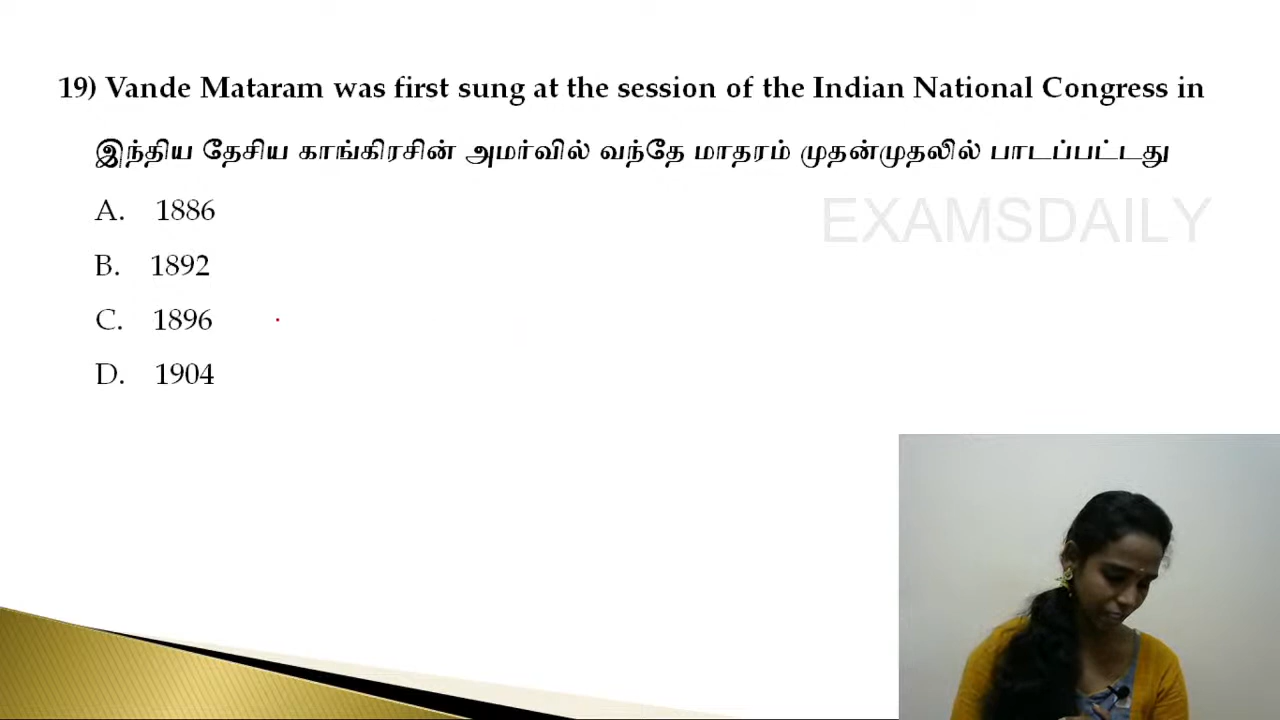 19) Vande Mataram was first sung at the session of the Indian National Congress in
இந்திய தேசிய காங்கிரசின் அமர்வில் வந்தே மாதரம் முதன்முதலில் பாடப்பட்டது
EXAMSDAILY
A. 1886
B. 1892
C. 1896
D. 1904